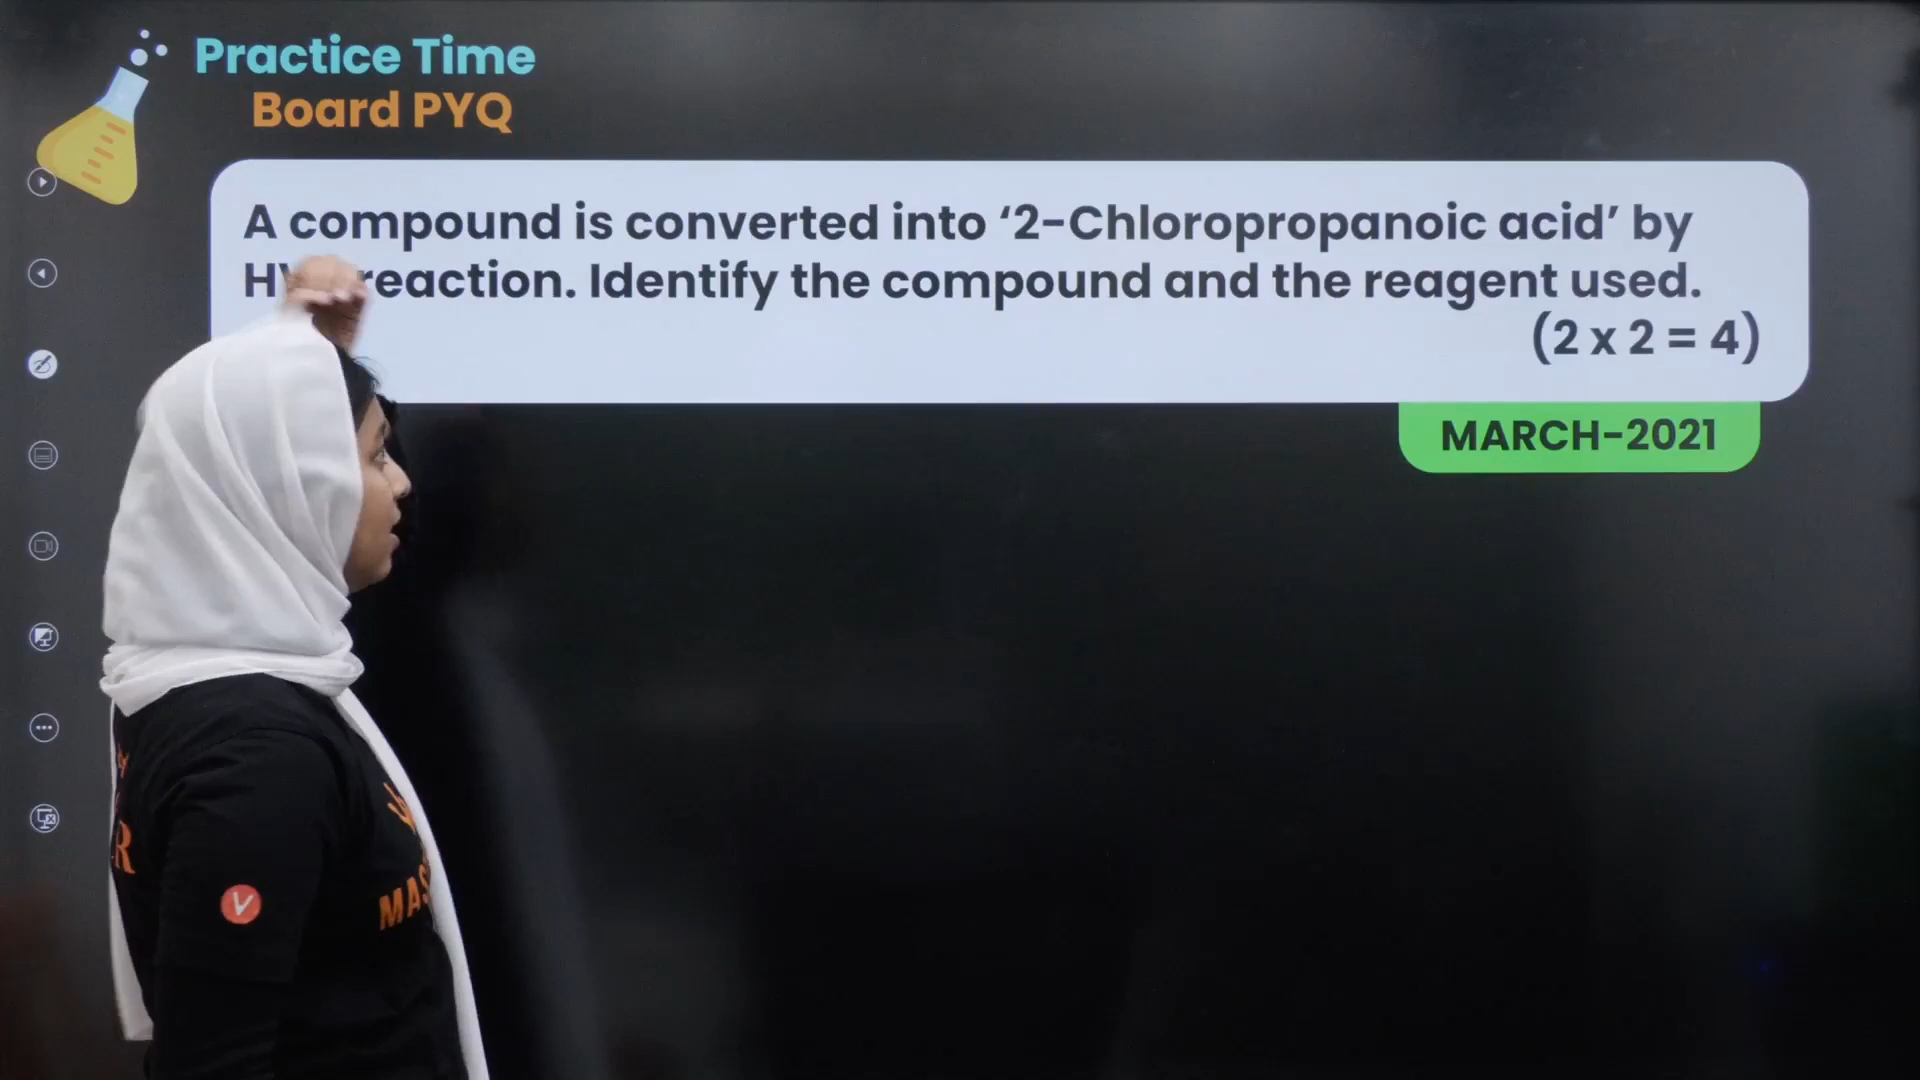 Practice Time
Board PYQ
A compound is converted into ‘2-Chloropropanoic acid’ by
reaction. Identify the compound and the reagent used.
(2 x 2 = 4)
MARCH-2021
MAS